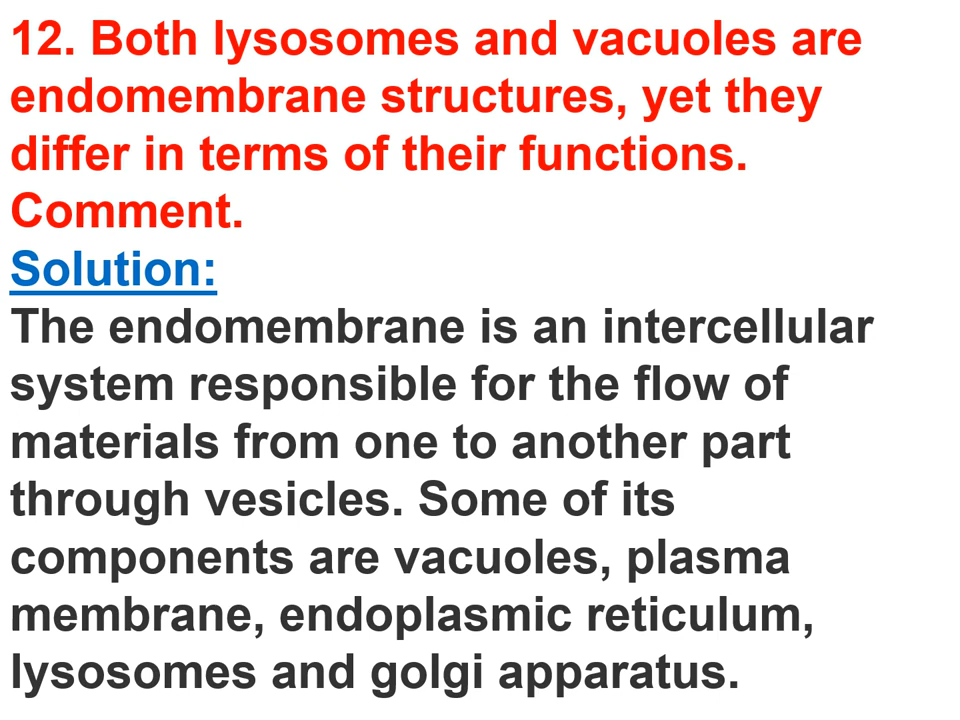 12. Both lysosomes and vacuoles are
endomembrane structures, yet they
differ in terms of their functions.
Comment.
Solution:
The endomembrane is an intercellular
system responsible for the flow of
materials from one to another part
through vesicles. Some of its
components are vacuoles, plasma
membrane, endoplasmic reticulum,
lysosomes and golgi apparatus.